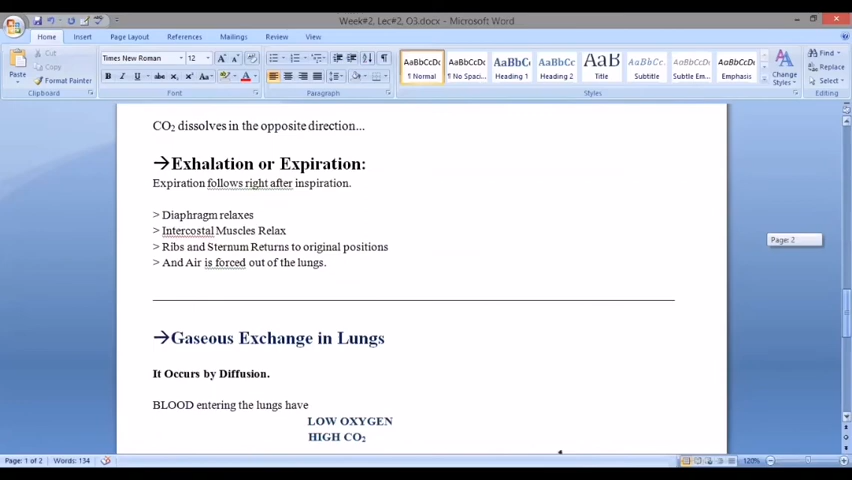 Week#2, Lec#2, O3.docx - Microsoft Word
Home Insert Page Layout References Mailings Review View
Cut
Copy
Format Painter
Paste
Clipboard
Times New Roman 12
Font
Paragraph
AaBbCcDc AaBbCcDc AaBbCc AaBbCc AaB AaBbCc. AaBbCcDc AaBbCcDc
¶ Normal ¶ No Spaci... Heading 1 Heading 2 Title Subtitle Subtle Em... Emphasis
Styles
Change Styles
Find
Replace
Select
Editing
CO2 dissolves in the opposite direction...
→Exhalation or Expiration:
Expiration follows right after inspiration.
> Diaphragm relaxes
> Intercostal Muscles Relax
> Ribs and Sternum Returns to original positions
> And Air is forced out of the lungs.
Page: 2
→Gaseous Exchange in Lungs
It Occurs by Diffusion.
BLOOD entering the lungs have
LOW OXYGEN
HIGH CO2
Page: 1 of 2 Words: 134 120%